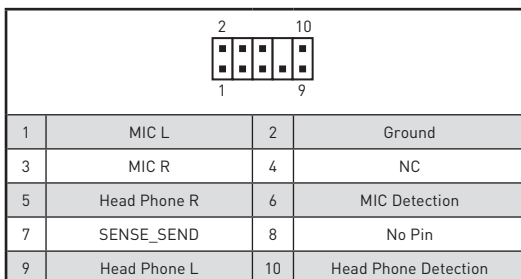 2 10
1 9
1 MIC L 2 Ground
3 MIC R 4 NC
5 Head Phone R 6 MIC Detection
7 SENSE_SEND 8 No Pin
9 Head Phone L 10 Head Phone Detection